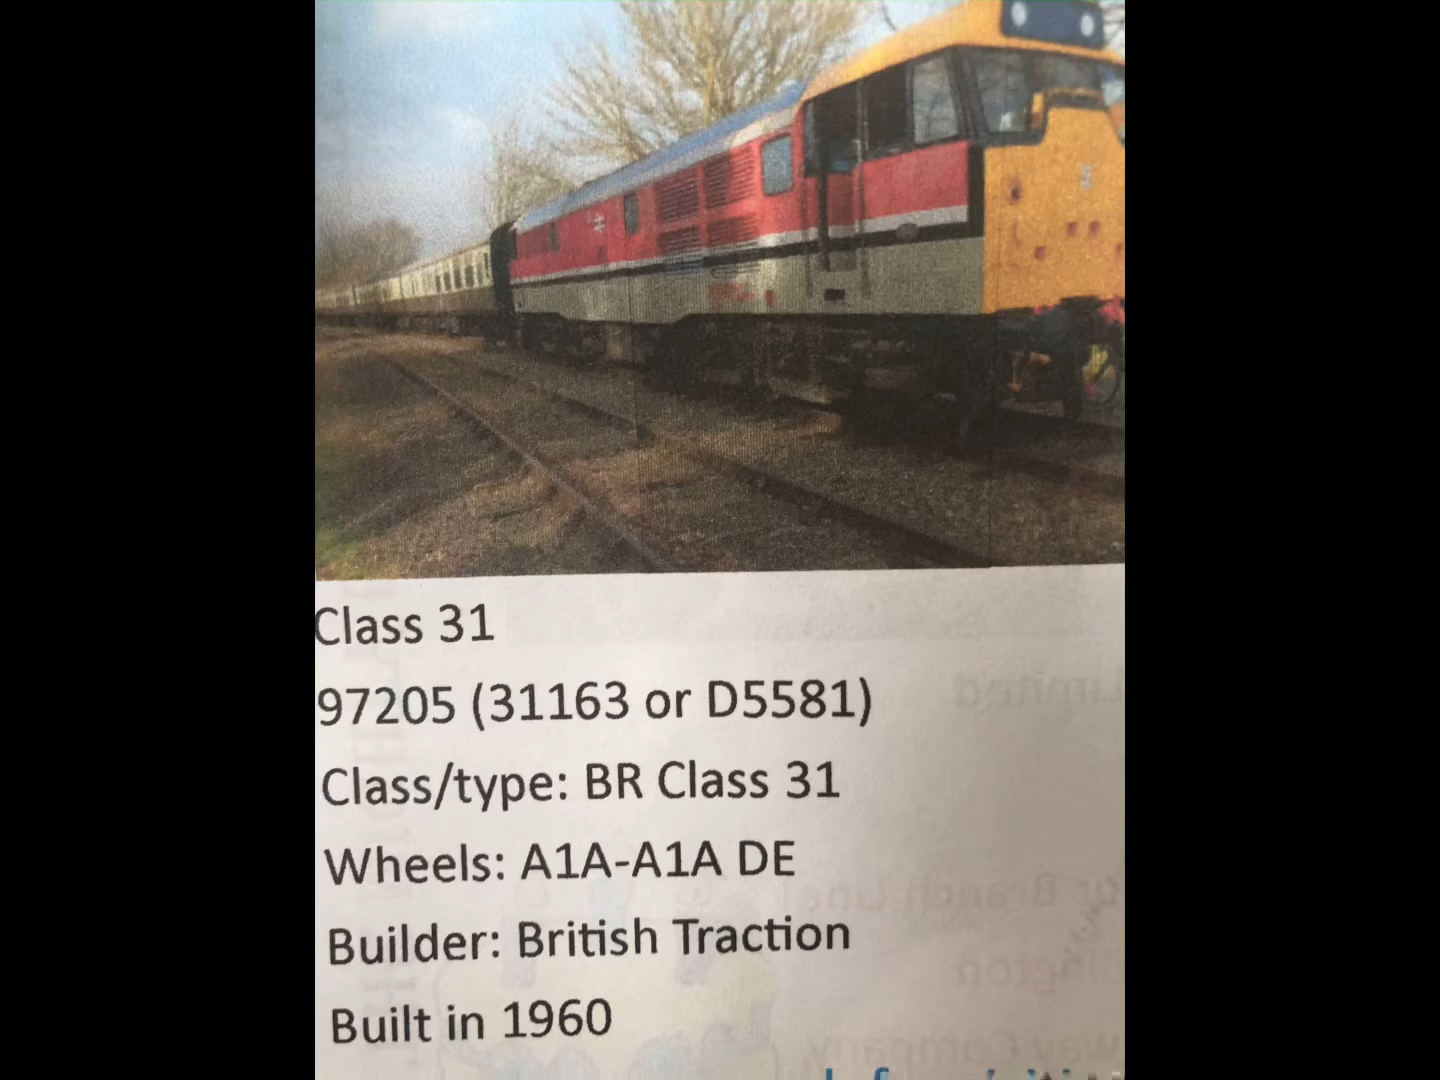 Class 31
97205 (31163 or D5581)
Class/type: BR Class 31
Wheels: A1A-A1A DE
Builder: British Traction
Built in 1960